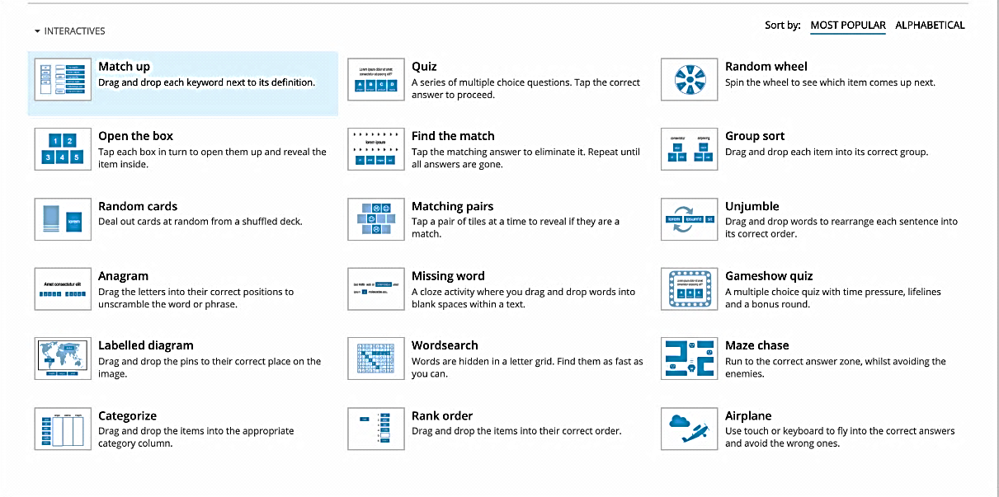 INTERACTIVES
Sort by: MOST POPULAR ALPHABETICAL
Match up
Drag and drop each keyword next to its definition.
Quiz
A series of multiple choice questions. Tap the correct
answer to proceed.
Random wheel
Spin the wheel to see which item comes up next.
Open the box
Tap each box in turn to open them up and reveal the
item inside.
1 2
3 4 5
Find the match
Tap the matching answer to eliminate it. Repeat until
all answers are gone.
Group sort
Drag and drop each item into its correct group.
Random cards
Deal out cards at random from a shuffled deck.
lorem
Matching pairs
Tap a pair of tiles at a time to reveal if they are a
match.
Unjumble
Drag and drop words to rearrange each sentence into
its correct order.
Anagram
Drag the letters into their correct positions to
unscramble the word or phrase.
Amet consectetur elit
Missing word
A cloze activity where you drag and drop words into
blank spaces within a text.
Gameshow quiz
A multiple choice quiz with time pressure, lifelines
and a bonus round.
Labelled diagram
Drag and drop the pins to their correct place on the
image.
Wordsearch
Words are hidden in a letter grid. Find them as fast as
you can.
Maze chase
Run to the correct answer zone, whilst avoiding the
enemies.
Categorize
Drag and drop the items into the appropriate
category column.
Rank order
Drag and drop the items into their correct order.
Airplane
Use touch or keyboard to fly into the correct answers
and avoid the wrong ones.